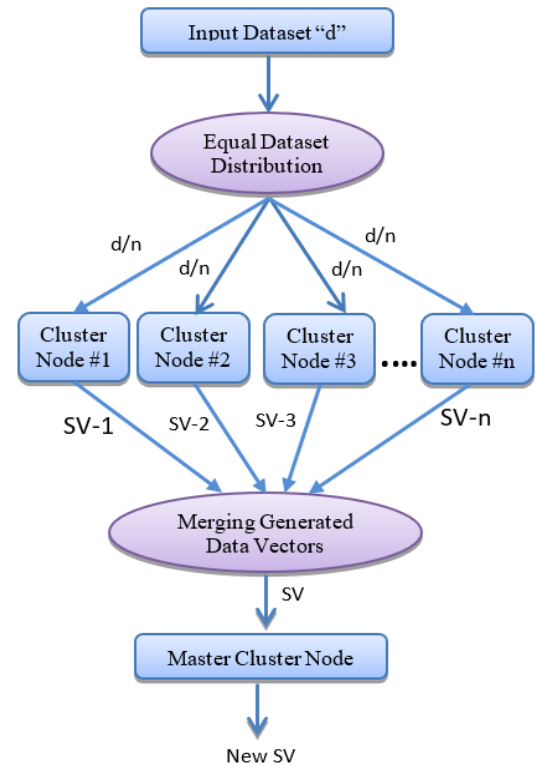 Input Dataset “d”
Equal Dataset
Distribution
d/n
d/n
d/n
d/n
Cluster
Node #1
Cluster
Node #2
Cluster
Node #3
....
Cluster
Node #n
SV-1
SV-2
SV-3
SV-n
Merging Generated
Data Vectors
SV
Master Cluster Node
New SV